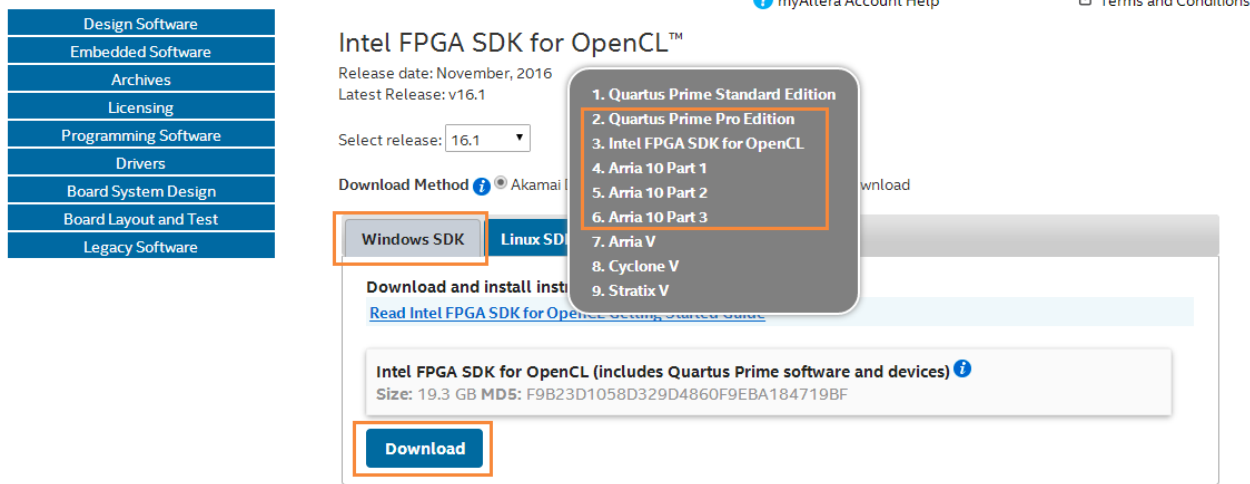 myAltera Account Help
Terms and Conditions
Design Software
Embedded Software
Archives
Licensing
Programming Software
Drivers
Board System Design
Board Layout and Test
Legacy Software
Intel FPGA SDK for OpenCL™
Release date: November, 2016
Latest Release: v16.1
Select release: 16.1
Download Method Akamai
wnload
1. Quartus Prime Standard Edition
2. Quartus Prime Pro Edition
3. Intel FPGA SDK for OpenCL
4. Arria 10 Part 1
5. Arria 10 Part 2
6. Arria 10 Part 3
7. Arria V
8. Cyclone V
9. Stratix V
Windows SDK
Linux SD
Download and install inst
Read Intel FPGA SDK for OpenCL Getting Started Guide
Intel FPGA SDK for OpenCL (includes Quartus Prime software and devices)
Size: 19.3 GB MD5: F9B23D1058D329D4860F9EBA184719BF
Download